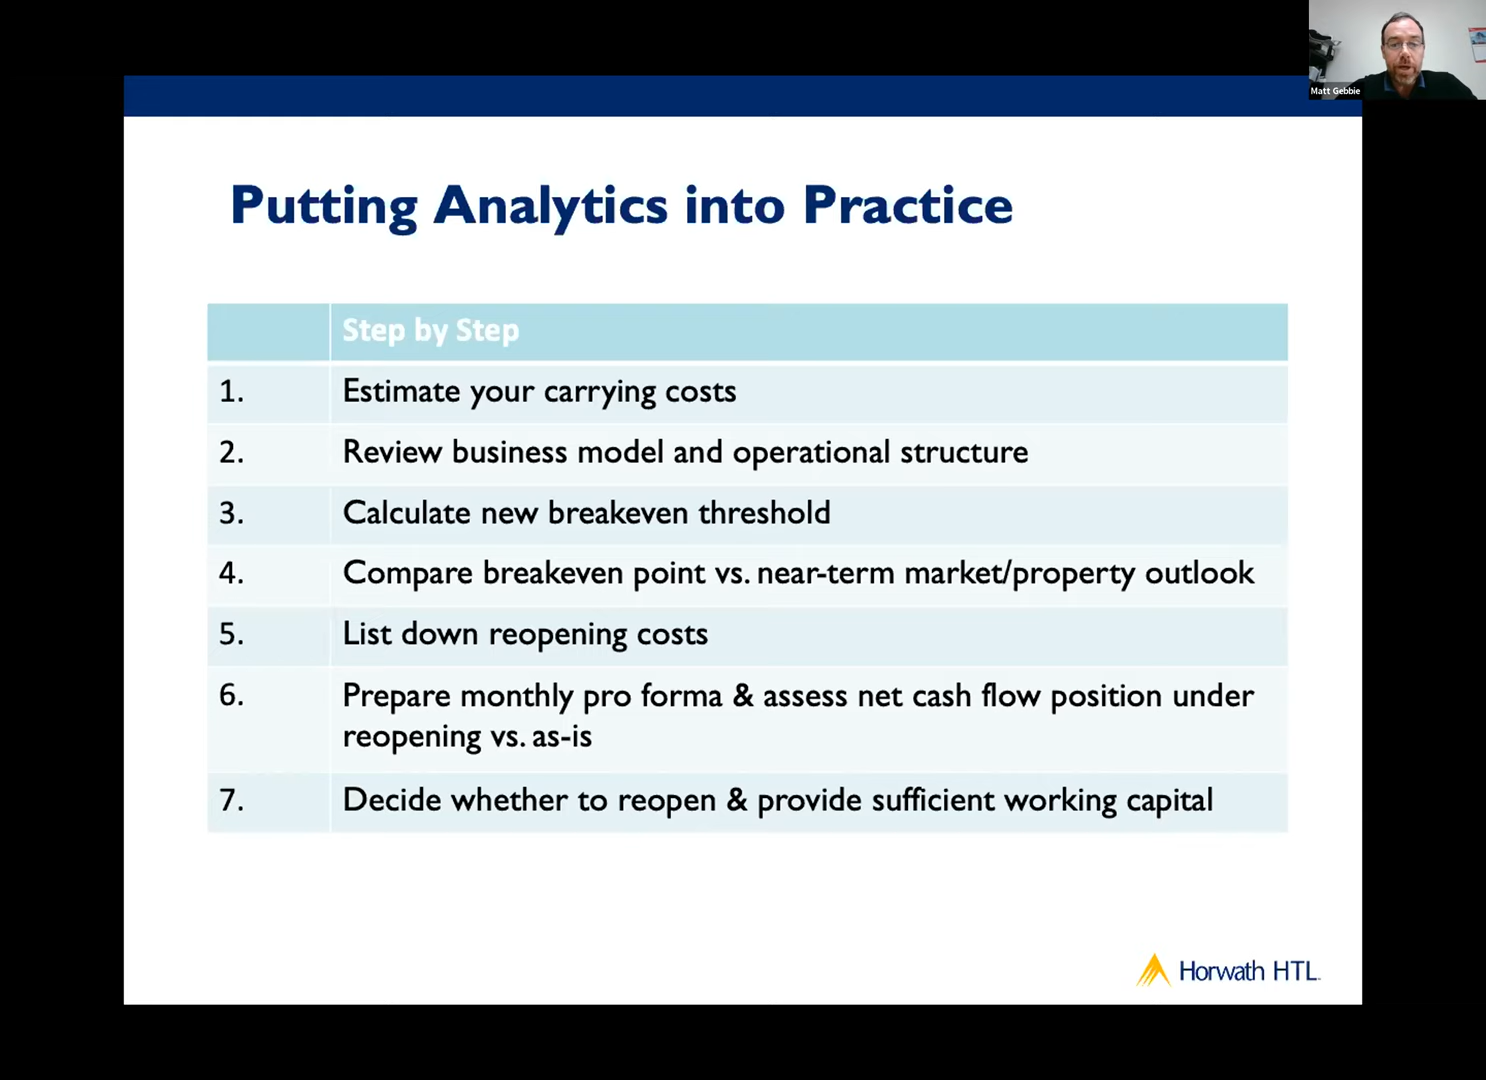 Matt Gebbie
Putting Analytics into Practice
Step by Step
1. Estimate your carrying costs
2. Review business model and operational structure
3. Calculate new breakeven threshold
4. Compare breakeven point vs. near-term market/property outlook
5. List down reopening costs
6. Prepare monthly pro forma & assess net cash flow position under
reopening vs. as-is
7. Decide whether to reopen & provide sufficient working capital
Horwath HTL™